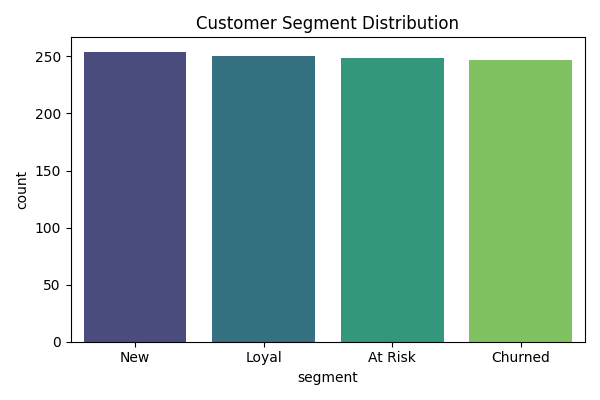 Customer Segment Distribution
count
250
200
150
100
50
0
New Loyal At Risk Churned
segment